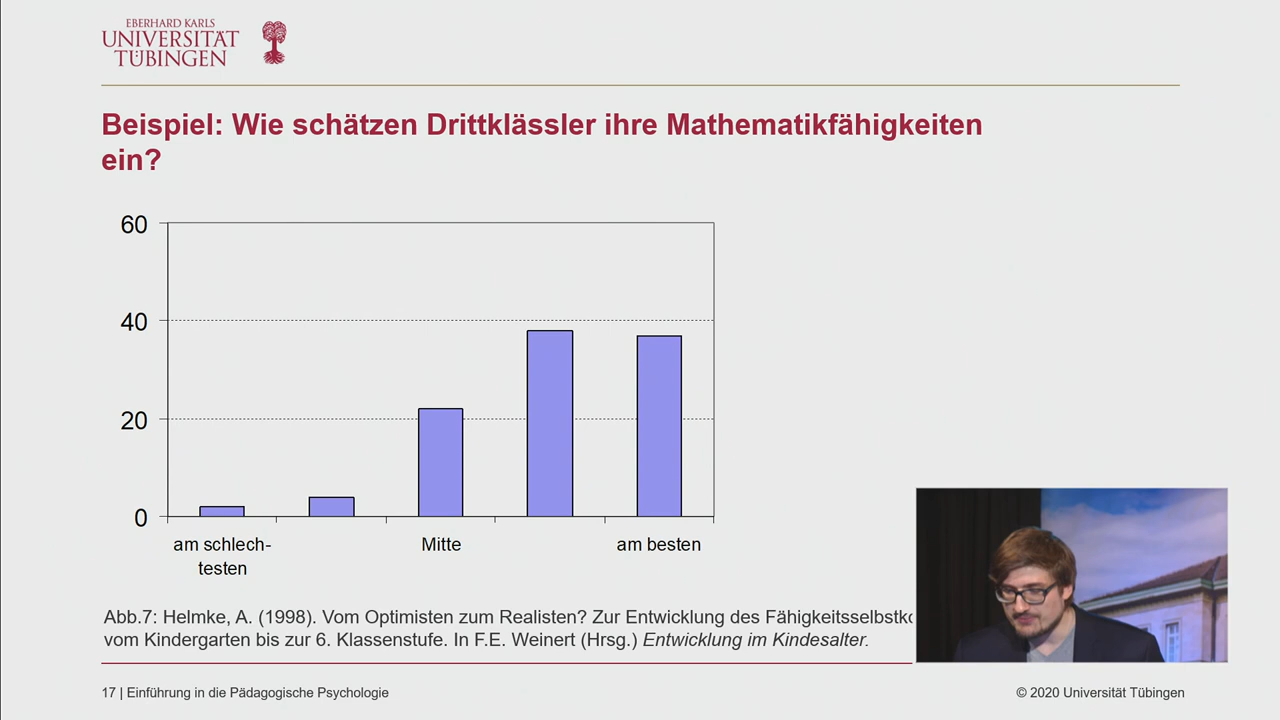 EBERHARD KARLS
UNIVERSITÄT
TÜBINGEN
Beispiel: Wie schätzen Drittklässler ihre Mathematikfähigkeiten
ein?
60
40
20
0
am schlech-
testen
Mitte
am besten
Abb.7: Helmke, A. (1998). Vom Optimisten zum Realisten? Zur Entwicklung des
vom Kindergarten bis zur 6. Klassenstufe. In F.E. Weinert (Hrsg.) Entwicklung im Kindesalter.
17 | Einführung in die Pädagogische Psychologie
© 2020 Universität Tübingen